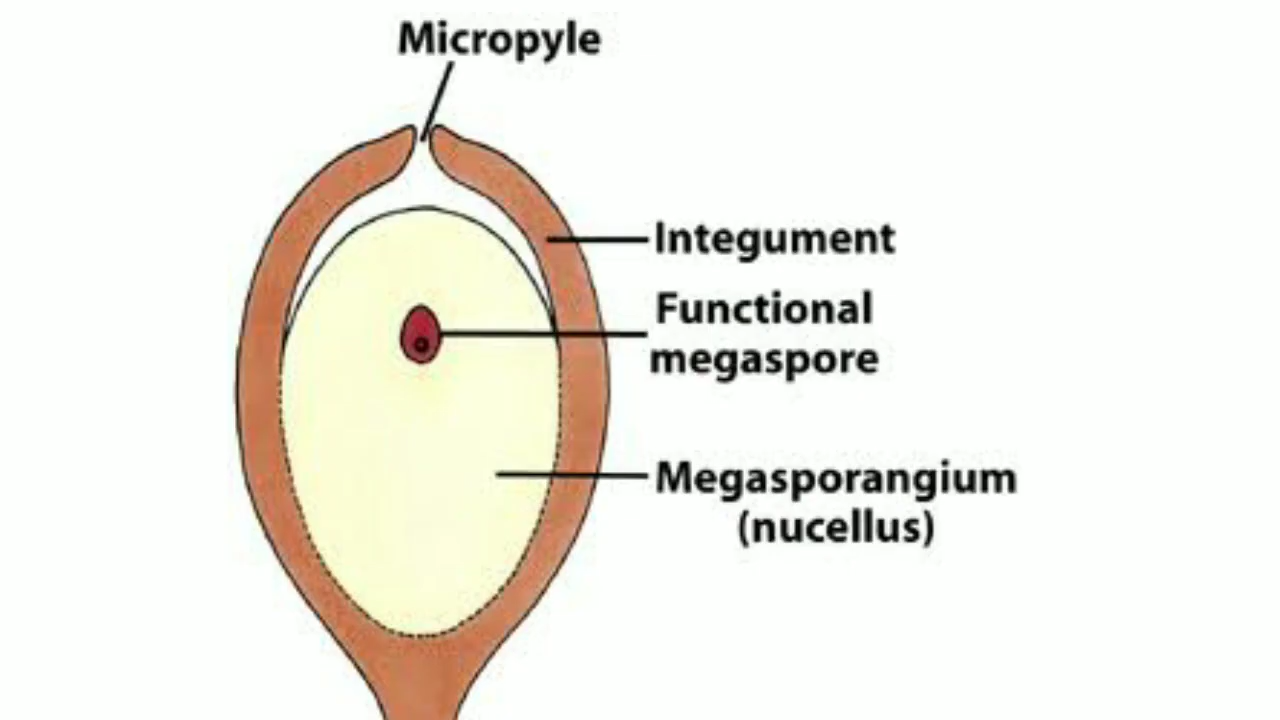 Micropyle
Integument
Functional
megaspore
Megasporangium
(nucellus)